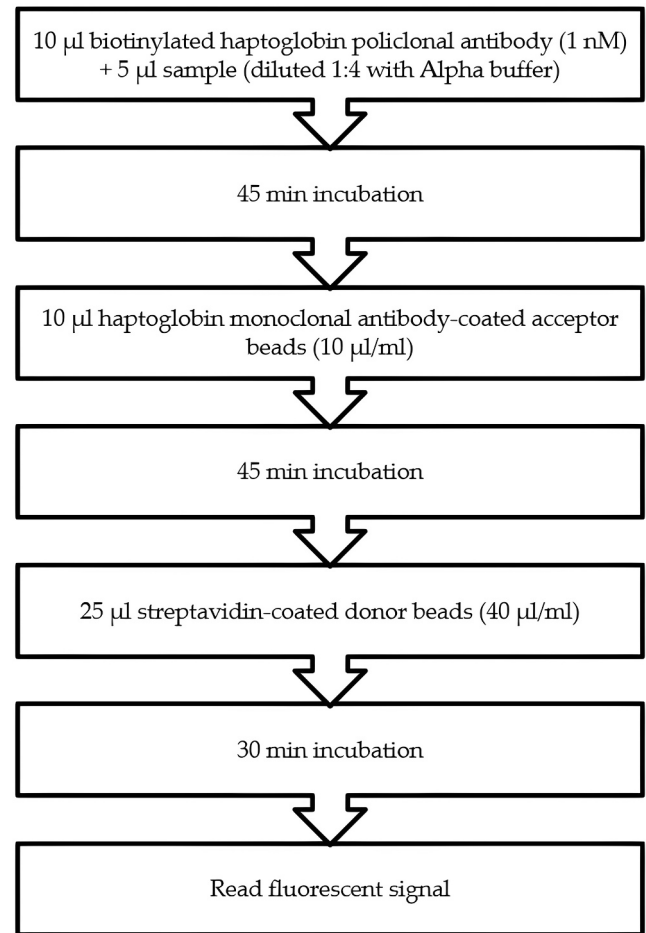 10 µl biotinylated haptoglobin policlonal antibody (1 nM)
+ 5 µl sample (diluted 1:4 with Alpha buffer)
45 min incubation
10 µl haptoglobin monoclonal antibody-coated acceptor
beads (10 µl/ml)
45 min incubation
25 µl streptavidin-coated donor beads (40 µl/ml)
30 min incubation
Read fluorescent signal